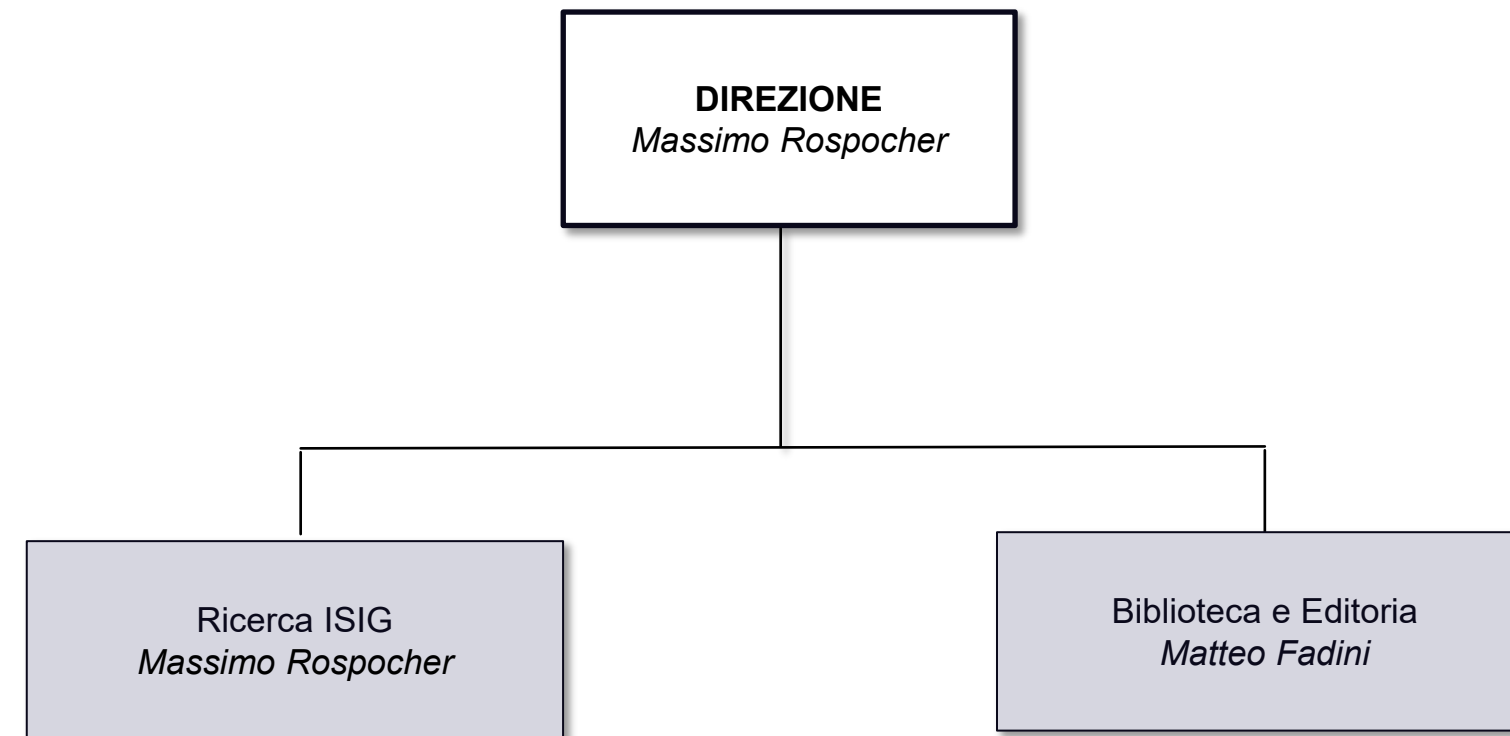 DIREZIONE
Massimo Rospocher
Ricerca ISIG
Massimo Rospocher
Biblioteca e Editoria
Matteo Fadini